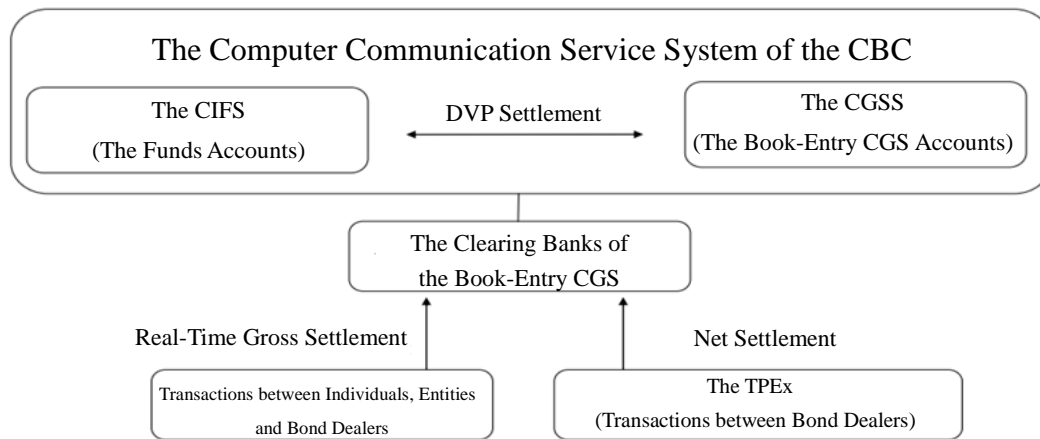 The Computer Communication Service System of the CBC
The CIFS
(The Funds Accounts)
DVP Settlement
The CGSS
(The Book-Entry CGS Accounts)
The Clearing Banks of
the Book-Entry CGS
Real-Time Gross Settlement
Net Settlement
Transactions between Individuals, Entities
and Bond Dealers
The TPEx
(Transactions between Bond Dealers)